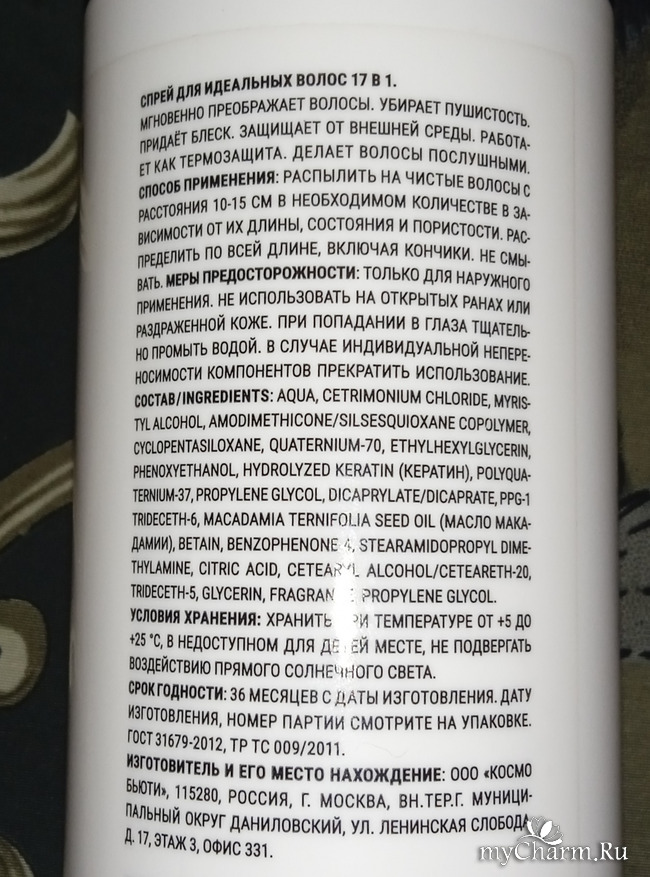 СПРЕЙ ДЛЯ ИДЕАЛЬНЫХ ВОЛОС 17 В 1.
МГНОВЕННО ПРЕОБРАЖАЕТ ВОЛОСЫ. УБИРАЕТ ПУШИСТОСТЬ.
ПРИДАЁТ БЛЕСК. ЗАЩИЩАЕТ ОТ ВНЕШНЕЙ СРЕДЫ. РАБОТА-
ЕТ КАК ТЕРМОЗАЩИТА. ДЕЛАЕТ ВОЛОСЫ ПОСЛУШНЫМИ.
СПОСОБ ПРИМЕНЕНИЯ: РАСПЫЛИТЬ НА ЧИСТЫЕ ВОЛОСЫ С
РАССТОЯНИЯ 10-15 СМ В НЕОБХОДИМОМ КОЛИЧЕСТВЕ В ЗА-
ВИСИМОСТИ ОТ ИХ ДЛИНЫ, СОСТОЯНИЯ И ПОРИСТОСТИ. РАС-
ПРЕДЕЛИТЬ ПО ВСЕЙ ДЛИНЕ, ВКЛЮЧАЯ КОНЧИКИ. НЕ СМЫ-
ВАТЬ. МЕРЫ ПРЕДОСТОРОЖНОСТИ: ТОЛЬКО ДЛЯ НАРУЖНОГО
ПРИМЕНЕНИЯ. НЕ ИСПОЛЬЗОВАТЬ НА ОТКРЫТЫХ РАНАХ ИЛИ
РАЗДРАЖЕННОЙ КОЖЕ. ПРИ ПОПАДАНИИ В ГЛАЗА ТЩАТЕЛЬ-
НО ПРОМЫТЬ ВОДОЙ. В СЛУЧАЕ ИНДИВИДУАЛЬНОЙ НЕПЕРЕ-
НОСИМОСТИ КОМПОНЕНТОВ ПРЕКРАТИТЬ ИСПОЛЬЗОВАНИЕ.
СОСТАВ/INGREDIENTS: AQUA, CETRIMONIUM CHLORIDE, MYRIS-
TYL ALCOHOL, AMODIMETHICONE/SILSESQUIOXANE COPOLYMER,
CYCLOPENTASILOXANE, QUATERNIUM-70, ETHYLHEXYLGLYCERIN,
PHENOXYETHANOL, HYDROLYZED KERATIN (КЕРАТИН), POLYQUA-
TERNIUM-37, PROPYLENE GLYCOL, DICAPRYLATE/DICAPRATE, PPG-1
TRIDECETH-6, MACADAMIA TERNIFOLIA SEED OIL (МАСЛО МАКА-
ДАМИИ), BETAIN, BENZOPHENONE 4, STEARAMIDOPROPYL DIME-
THYLAMINE, CITRIC ACID, CETEARYL ALCOHOL/CETEARETH-20,
TRIDECETH-5, GLYCERIN, PROPYLENE GLYCOL.
УСЛОВИЯ ХРАНЕНИЯ: ХРАНИТЬ ПРИ ТЕМПЕРАТУРЕ ОТ +5 ДО
+25 °C, В НЕДОСТУПНОМ ДЛЯ ДЕТЕЙ МЕСТЕ, НЕ ПОДВЕРГАТЬ
ВОЗДЕЙСТВИЮ ПРЯМОГО СОЛНЕЧНОГО СВЕТА.
СРОК ГОДНОСТИ: 36 МЕСЯЦЕВ С ДАТЫ ИЗГОТОВЛЕНИЯ. ДАТУ
ИЗГОТОВЛЕНИЯ, НОМЕР ПАРТИИ СМОТРИТЕ НА УПАКОВКЕ.
ГОСТ 31679-2012, ТР ТС 009/2011.
ИЗГОТОВИТЕЛЬ И ЕГО МЕСТО НАХОЖДЕНИЕ: ООО «КОСМО
БЬЮТИ», 115280, РОССИЯ, Г. МОСКВА, ВН.ТЕР.Г. МУНИЦИ-
ПАЛЬНЫЙ ОКРУГ ДАНИЛОВСКИЙ, УЛ. ЛЕНИНСКАЯ СЛОБОДА
Д. 17, ЭТАЖ 3, ОФИС 331.
myCharm.Ru